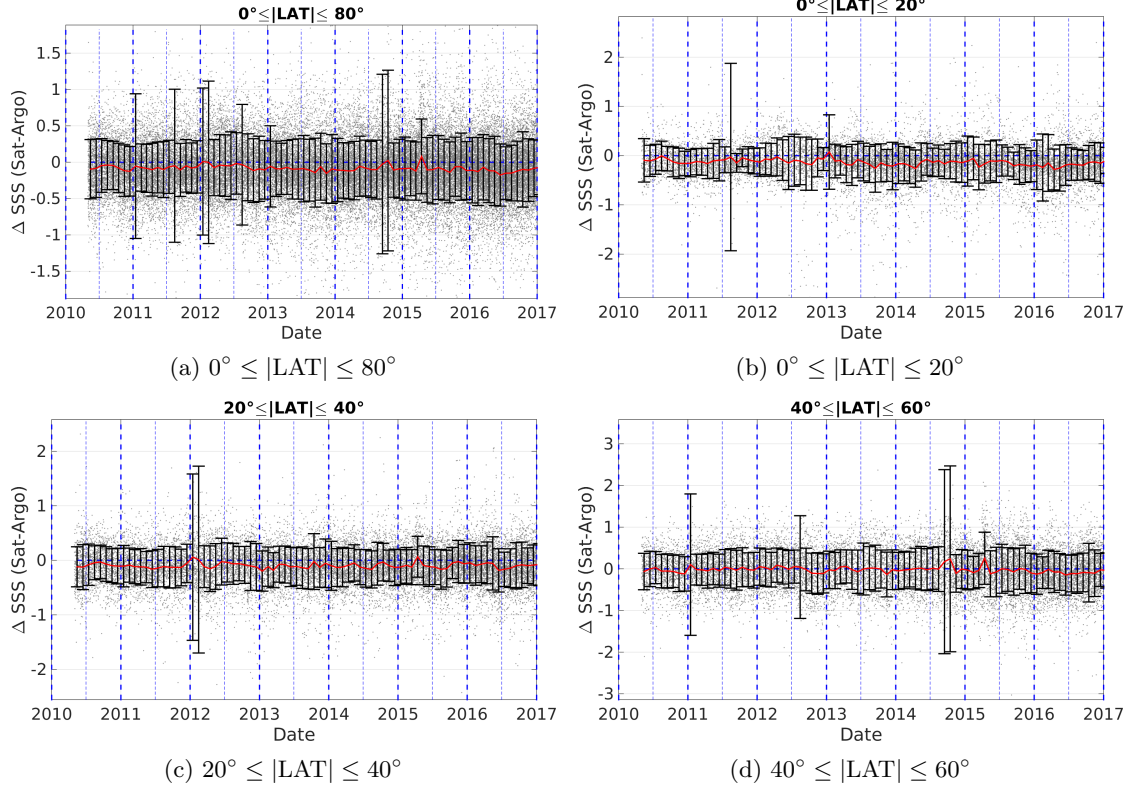 0°≤|LAT|≤ 80°
1.5
1
0.5
0
-0.5
-1
-1.5
Δ SSS (Sat-Argo)
2010 2011 2012 2013 2014 2015 2016 2017
Date
(a) 0° ≤ |LAT| ≤ 80°
0°≤|LAT|≤ 20°
2
1
0
-1
-2
Δ SSS (Sat-Argo)
2010 2011 2012 2013 2014 2015 2016 2017
Date
(b) 0° ≤ |LAT| ≤ 20°
20°≤|LAT|≤ 40°
2
1
0
-1
-2
Δ SSS (Sat-Argo)
2010 2011 2012 2013 2014 2015 2016 2017
Date
(c) 20° ≤ |LAT| ≤ 40°
40°≤|LAT|≤ 60°
3
2
1
0
-1
-2
-3
Δ SSS (Sat-Argo)
2010 2011 2012 2013 2014 2015 2016 2017
Date
(d) 40° ≤ |LAT| ≤ 60°